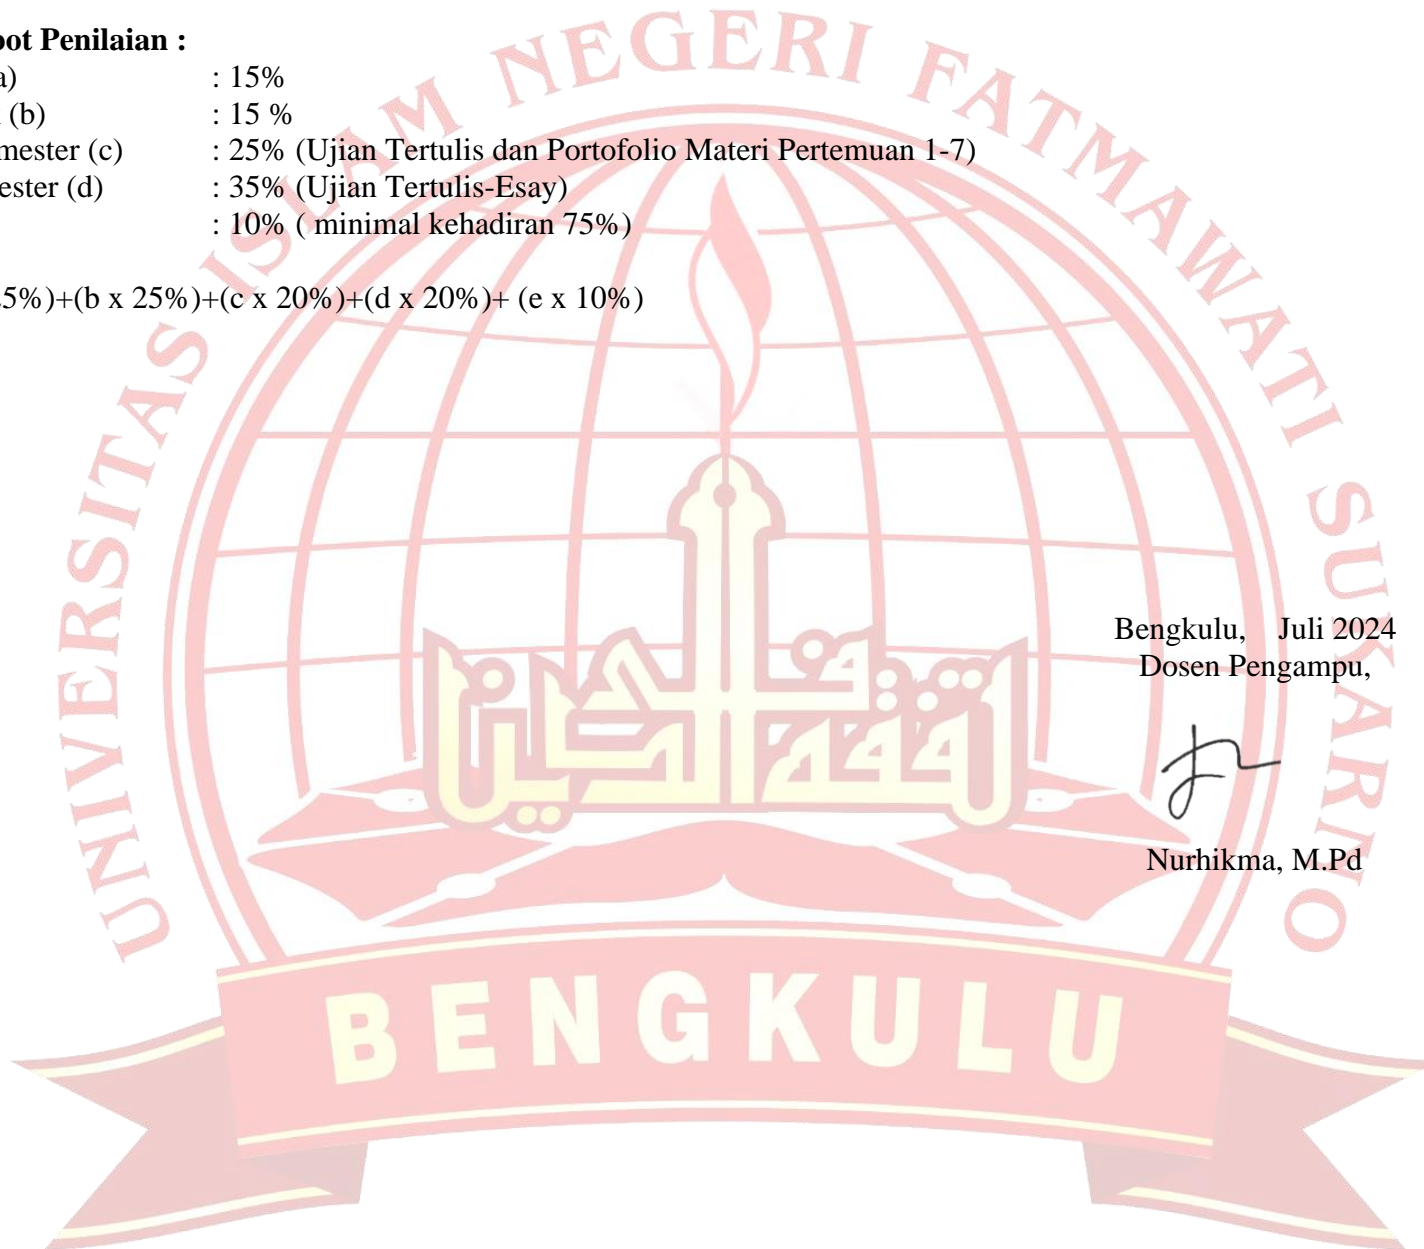 ot Penilaian :
a) : 15%
(b) : 15 %
mester (c) : 25% (Ujian Tertulis dan Portofolio Materi Pertemuan 1-7)
ester (d) : 35% (Ujian Tertulis-Esay)
: 10% ( minimal kehadiran 75%)
5%)+(b x 25%)+(c x 20%)+(d x 20%)+ (e x 10%)
UNIVERSITAS ISLAM NEGERI FATMAWATI SUKARNO
Bengkulu, Juli 2024
Dosen Pengampu,
Nurhikma, M.Pd
BENGKULU